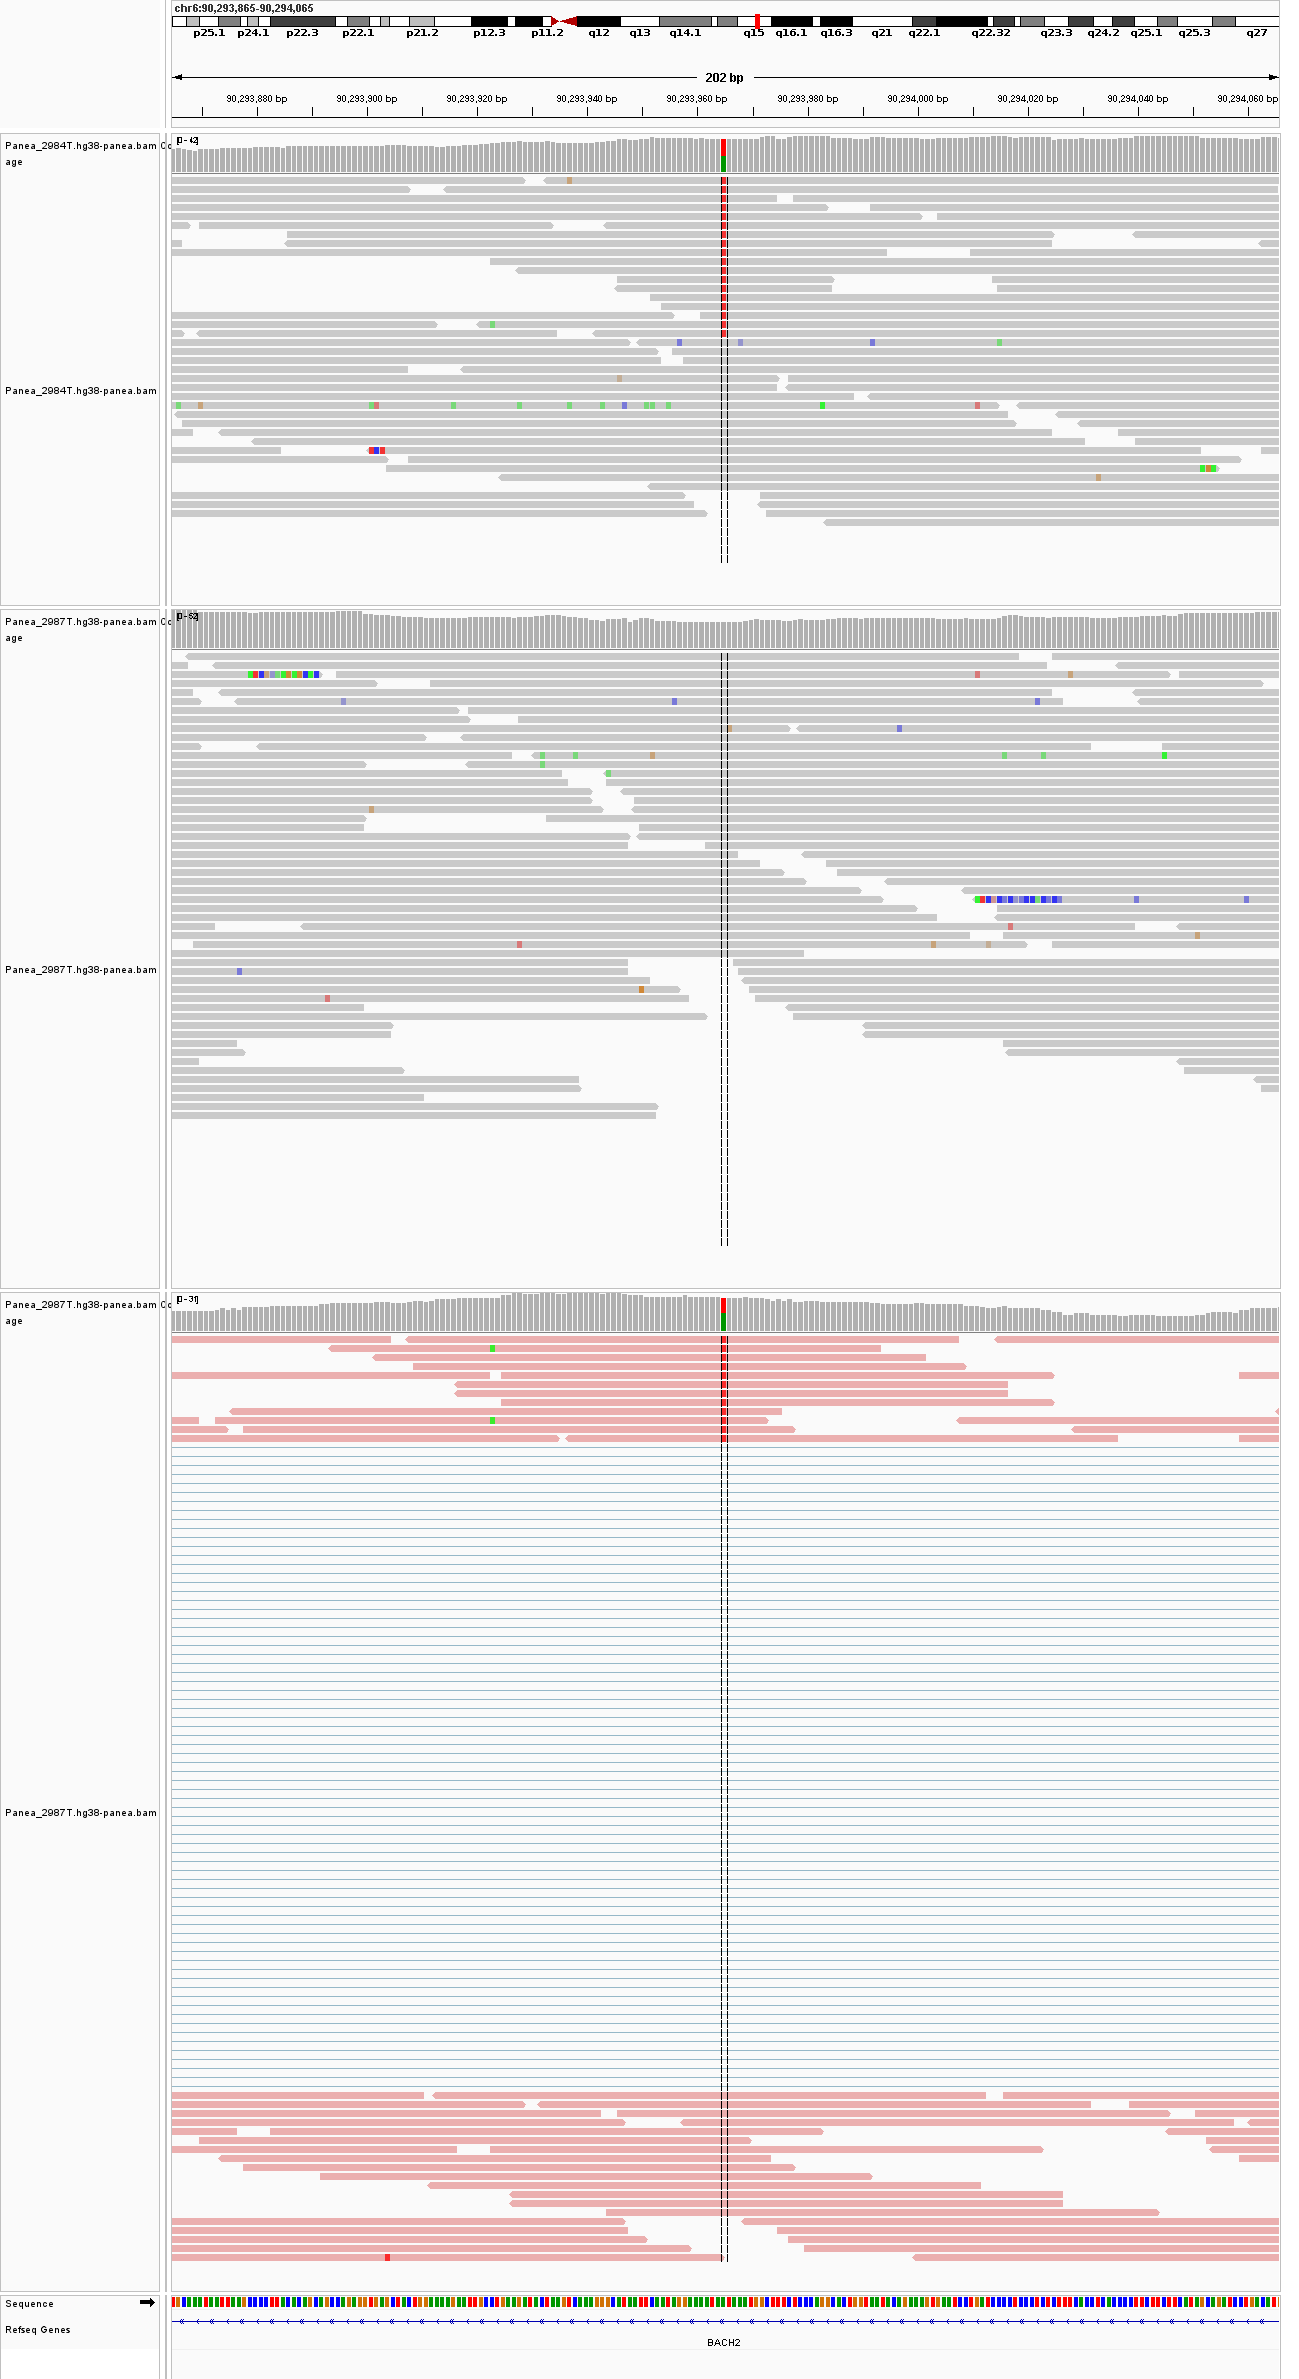 chr6:90,293,865-90,294,065
p25.1 p24.1 p22.3 p22.1 p21.2 p12.3 p11.2 q12 q13 q14.1 q15 q16.1 q16.3 q21 q22.1 q22.32 q23.3 q24.2 q25.1 q25.3 q27
202 bp
90,293,880 bp 90,293,900 bp 90,293,920 bp 90,293,940 bp 90,293,960 bp 90,293,980 bp 90,294,000 bp 90,294,020 bp 90,294,040 bp 90,294,060 bp
Panea_2984T.hg38-panea.bam Co
age
[0-42]
Panea_2984T.hg38-panea.bam
Panea_2987T.hg38-panea.bam Co
age
[0-52]
Panea_2987T.hg38-panea.bam
Panea_2987T.hg38-panea.bam Co
age
[0-31]
Panea_2987T.hg38-panea.bam
Sequence
Refseq Genes
BACH2